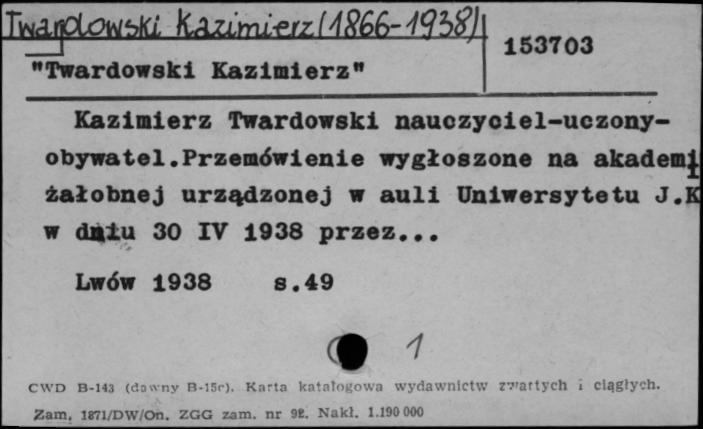 Twardowski Kazimierz (1866-1938)
153703
"Twardowski Kazimierz"
Kazimierz Twardowski nauczyciel-uczony-
obywatel.Przemówienie wygłoszone na akademi
żałobnej urządzonej w auli Uniwersytetu J.K
w dniu 30 IV 1938 przez...
Lwów 1938 s.49
1
CWD B-143 (dawny B-15c). Karta katalogowa wydawnictw zwartych i ciągłych.
Zam. 1871/DW/On. ZGG zam. nr 92. Nakł. 1.190 000